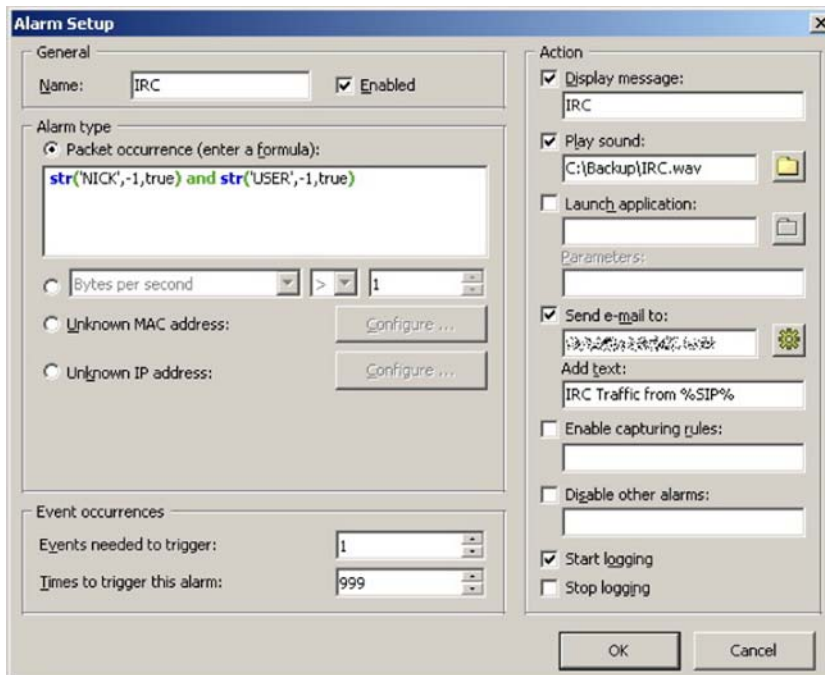 Alarm Setup
General
Name:
IRC
Enabled
Alarm type
Packet occurrence (enter a formula):
str('NICK',-1,true) and str('USER',-1,true)
Bytes per second
>
1
Unknown MAC address:
Configure ...
Unknown IP address:
Configure ...
Event occurrences
Events needed to trigger:
1
Times to trigger this alarm:
999
Action
Display message:
IRC
Play sound:
C:\Backup\IRC.wav
Launch application:
Parameters:
Send e-mail to:
Add text:
IRC Traffic from %SIP%
Enable capturing rules:
Disable other alarms:
Start logging
Stop logging
OK
Cancel